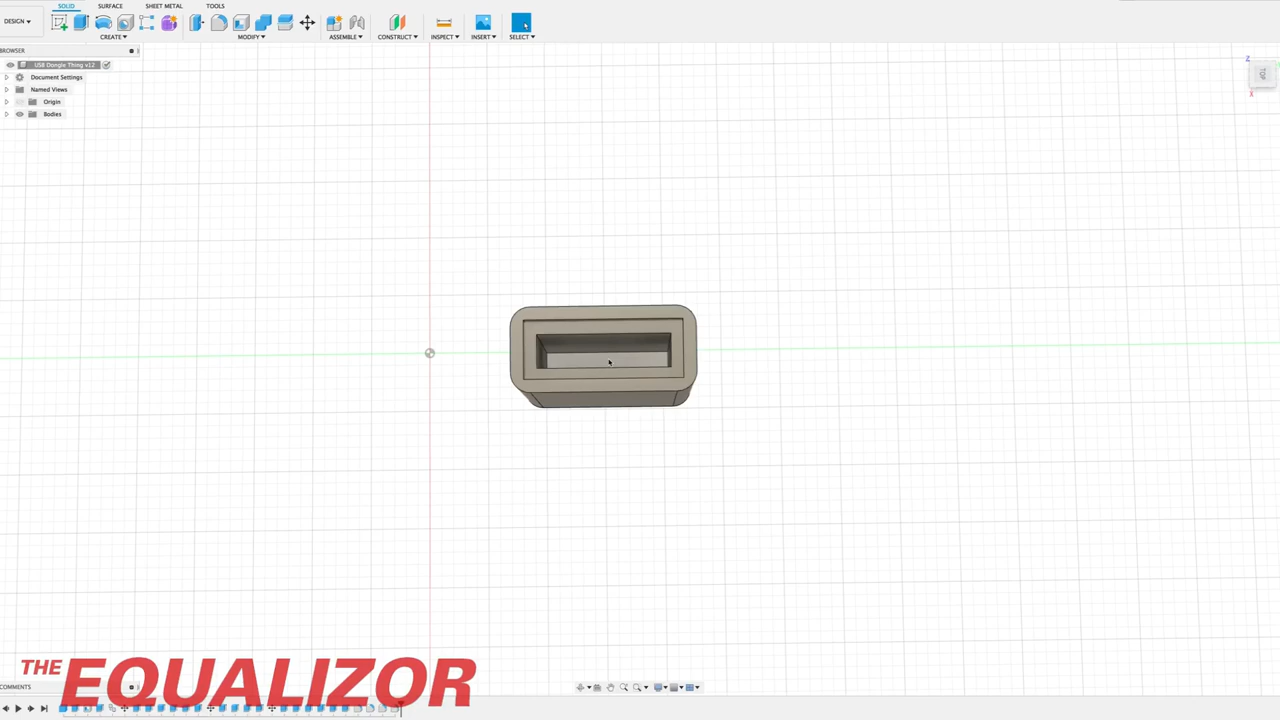 SOLID SURFACE SHEET METAL TOOLS
DESIGN
CREATE MODIFY ASSEMBLE CONSTRUCT INSPECT INSERT SELECT
BROWSER
USB Dongle Thing v12
Document Settings
Named Views
Origin
Bodies
Z
TOP
X
THE EQUALIZOR
COMMENTS